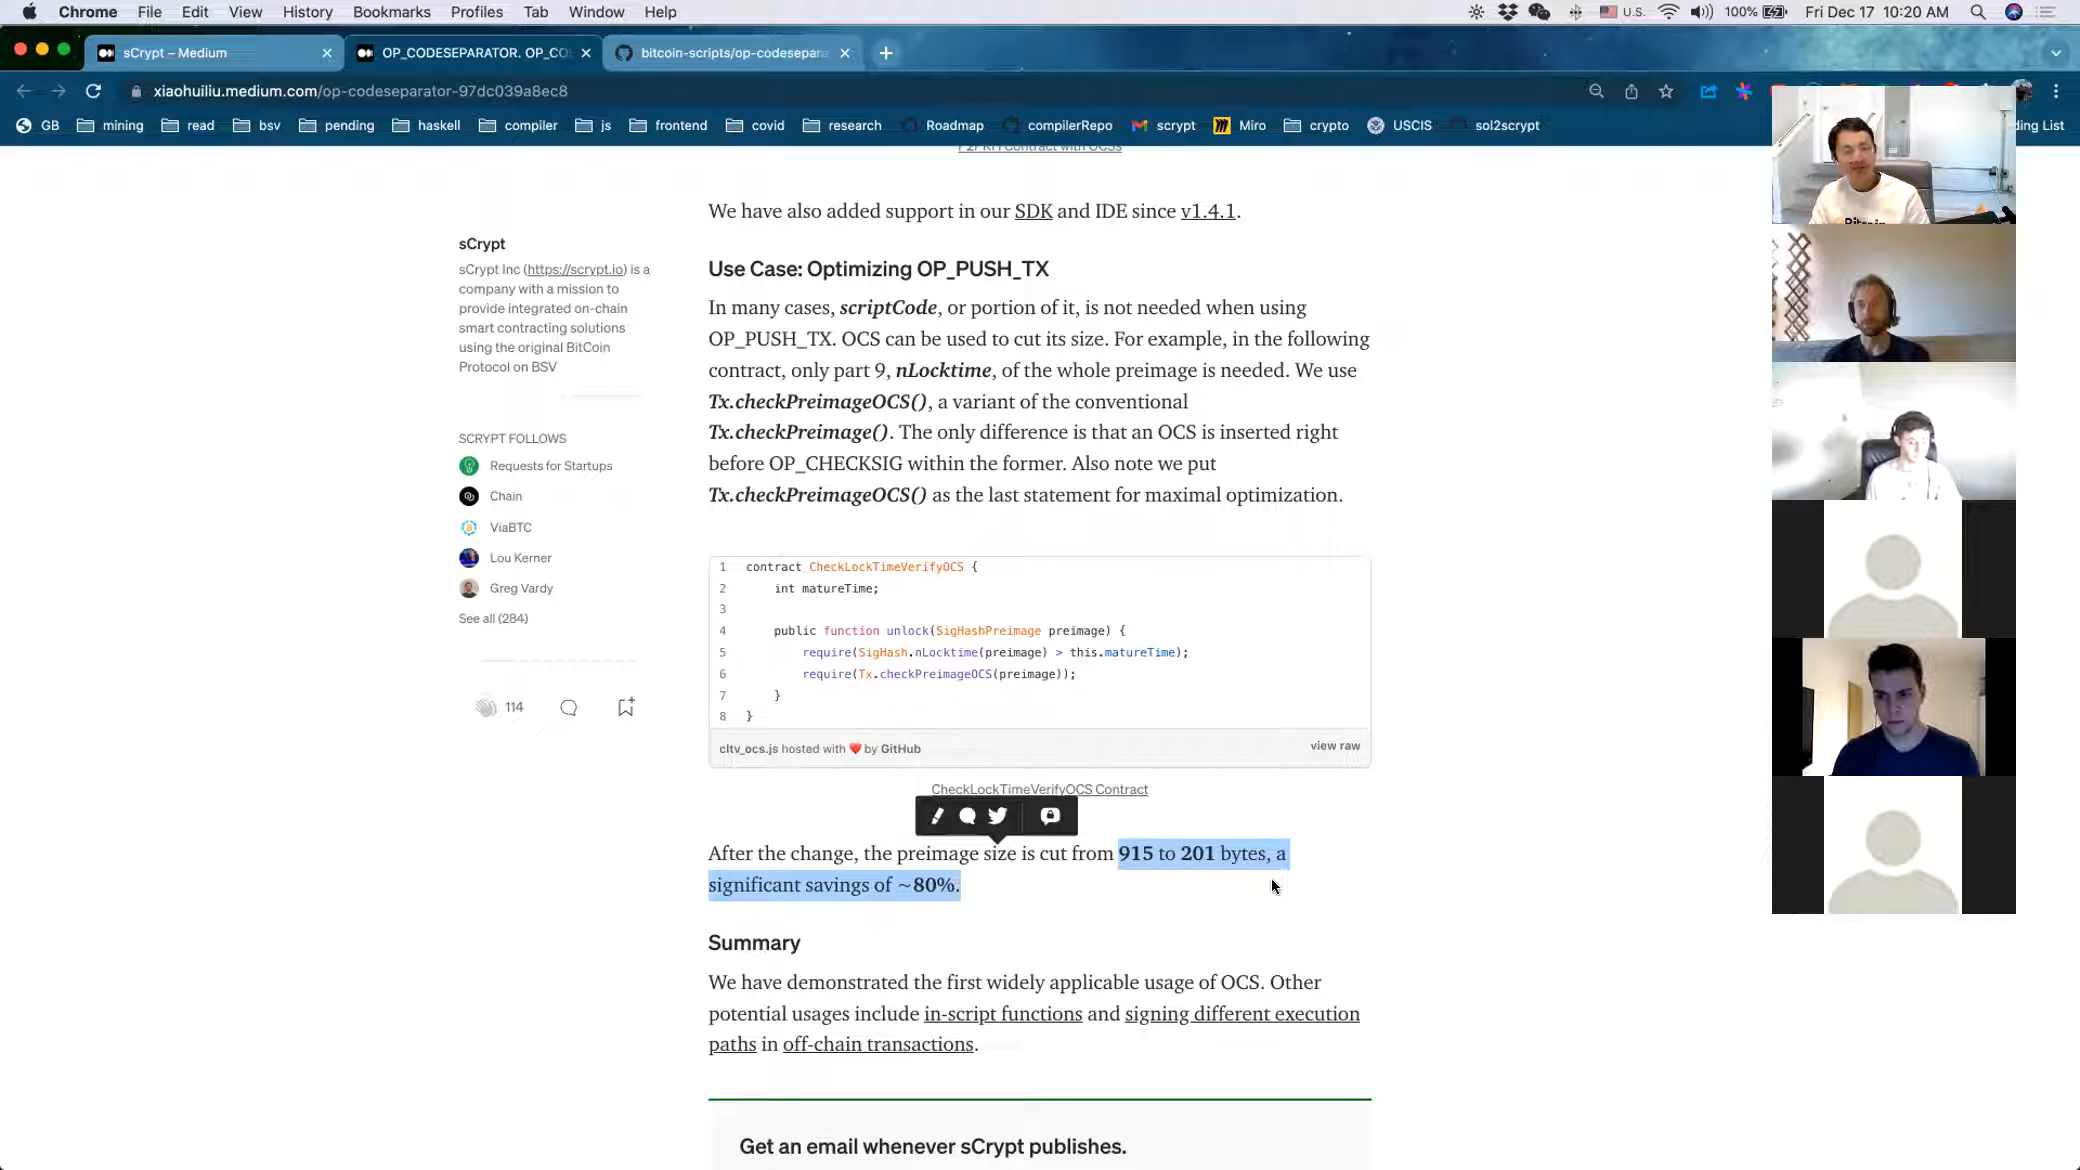 Chrome File Edit View History Bookmarks Profiles Tab Window Help U.S. 100% Fri Dec 17 10:20 AM
sCrypt – Medium OP_CODESEPARATOR. OP_CO bitcoin-scripts/op-codesepara
xiaohuiliu.medium.com/op-codeseparator-97dc039a8ec8
GB mining read bsv pending haskell compiler js frontend covid research Roadmap compilerRepo scrypt Miro crypto USCIS sol2scrypt ding List
P2PKH Contract with OCSs
We have also added support in our SDK and IDE since v1.4.1.
sCrypt
sCrypt Inc (https://scrypt.io) is a
company with a mission to
provide integrated on-chain
smart contracting solutions
using the original BitCoin
Protocol on BSV
SCRYPT FOLLOWS
Requests for Startups
Chain
ViaBTC
Lou Kerner
Greg Vardy
See all (284)
114
Use Case: Optimizing OP_PUSH_TX
In many cases, scriptCode, or portion of it, is not needed when using
OP_PUSH_TX. OCS can be used to cut its size. For example, in the following
contract, only part 9, nLocktime, of the whole preimage is needed. We use
Tx.checkPreimageOCS(), a variant of the conventional
Tx.checkPreimage(). The only difference is that an OCS is inserted right
before OP_CHECKSIG within the former. Also note we put
Tx.checkPreimageOCS() as the last statement for maximal optimization.
1 contract CheckLockTimeVerifyOCS {
2 int matureTime;
3
4 public function unlock(SigHashPreimage preimage) {
5 require(SigHash.nLocktime(preimage) > this.matureTime);
6 require(Tx.checkPreimageOCS(preimage));
7 }
8 }
cltv_ocs.js hosted with ❤ by GitHub view raw
CheckLockTimeVerifyOCS Contract
After the change, the preimage size is cut from 915 to 201 bytes, a
significant savings of ~80%.
Summary
We have demonstrated the first widely applicable usage of OCS. Other
potential usages include in-script functions and signing different execution
paths in off-chain transactions.
Get an email whenever sCrypt publishes.